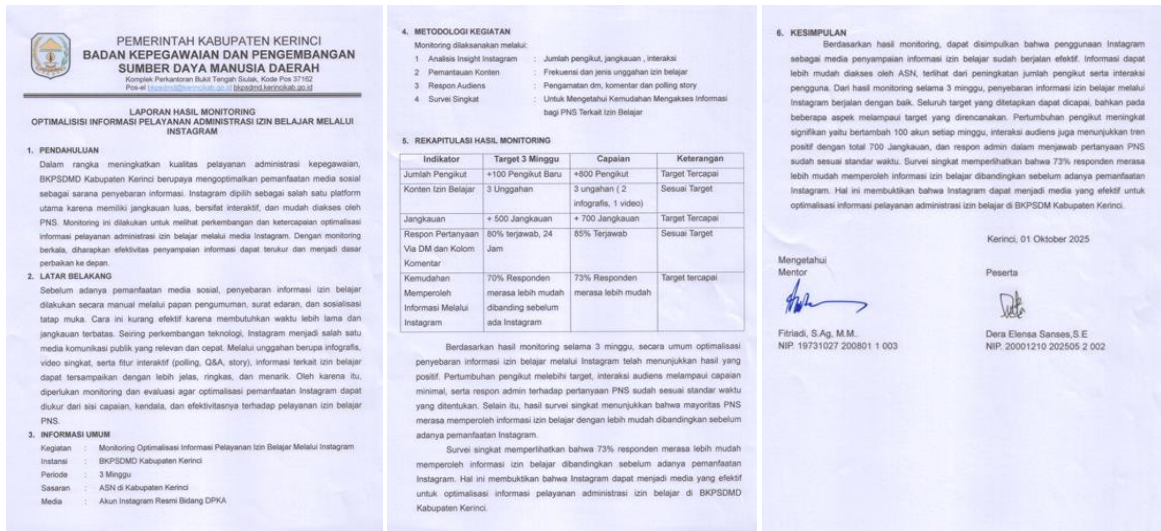 PEMERINTAH KABUPATEN KERINCI
BADAN KEPEGAWAIAN DAN PENGEMBANGAN
SUMBER DAYA MANUSIA DAERAH
Komplek Perkantoran Bukit Tengah Siulak, Kode Pos 37162
Pos-el bkpsdmd@kerincikab.go.id bkpsdmd.kerincikab.go.id
LAPORAN HASIL MONITORING
OPTIMALISISI INFORMASI PELAYANAN ADMINISTRASI IZIN BELAJAR MELALUI
INSTAGRAM
1. PENDAHULUAN
Dalam rangka meningkatkan kualitas pelayanan administrasi kepegawaian,
BKPSDMD Kabupaten Kerinci berupaya mengoptimalkan pemanfaatan media sosial
sebagai sarana penyebaran informasi. Instagram dipilih sebagai salah satu platform
utama karena memiliki jangkauan luas, bersifat interaktif, dan mudah diakses oleh
PNS. Monitoring ini dilakukan untuk melihat perkembangan dan ketercapaian optimalisasi
informasi pelayanan administrasi izin belajar melalui media Instagram. Dengan monitoring
berkala, diharapkan efektivitas penyampaian informasi dapat terukur dan menjadi dasar
perbaikan ke depan.
2. LATAR BELAKANG
Sebelum adanya pemanfaatan media sosial, penyebaran informasi izin belajar
dilakukan secara manual melalui papan pengumuman, surat edaran, dan sosialisasi
tatap muka. Cara ini kurang efektif karena membutuhkan waktu lebih lama dan
jangkauan terbatas. Seiring perkembangan teknologi, Instagram menjadi salah satu
media komunikasi publik yang relevan dan cepat. Melalui unggahan berupa infografis,
video singkat, serta fitur interaktif (polling, Q&A, story), informasi terkait izin belajar
dapat tersampaikan dengan lebih jelas, ringkas, dan menarik. Oleh karena itu,
diperlukan monitoring dan evaluasi agar optimalisasi pemanfaatan Instagram dapat
diukur dari sisi capaian, kendala, dan efektivitasnya terhadap pelayanan izin belajar
PNS.
3. INFORMASI UMUM
Kegiatan : Monitoring Optimalisasi Informasi Pelayanan Izin Belajar Melalui Instagram
Instansi : BKPSDMD Kabupaten Kerinci
Periode : 3 Minggu
Sasaran : ASN di Kabupaten Kerinci
Media : Akun Instagram Resmi Bidang DPKA
4. METODOLOGI KEGIATAN
Monitoring dilaksanakan melalui:
1 Analisis Insight Instagram : Jumlah pengikut, jangkauan , interaksi
2 Pemantauan Konten : Frekuensi dan jenis unggahan izin belajar
3 Respon Audiens : Pengamatan dm, komentar dan polling story
4 Survei Singkat : Untuk Mengetahui Kemudahan Mengakses Informasi
bagi PNS Terkait Izin Belajar
5. REKAPITULASI HASIL MONITORING
Indikator Target 3 Minggu Capaian Keterangan
Jumlah Pengikut +100 Pengikut Baru +800 Pengikut Target Tercapai
Konten Izin Belajar 3 Unggahan 3 ungahan ( 2 Sesuai Target
infografis, 1 video)
Jangkauan + 500 Jangkauan + 700 Jangkauan Target Tercapai
Respon Pertanyaan 80% terjawab, 24 85% Terjawab Sesuai Target
Via DM dan Kolom Jam
Komentar
Kemudahan 70% Responden 73% Responden Target tercapai
Memperoleh merasa lebih mudah merasa lebih mudah
Informasi Melalui dibanding sebelum
Instagram ada Instagram
Berdasarkan hasil monitoring selama 3 minggu, secara umum optimalisasi
penyebaran informasi izin belajar melalui Instagram telah menunjukkan hasil yang
positif. Pertumbuhan pengikut melebihi target, interaksi audiens melampaui capaian
minimal, serta respon admin terhadap pertanyaan PNS sudah sesuai standar waktu
yang ditentukan. Selain itu, hasil survei singkat menunjukkan bahwa mayoritas PNS
merasa memperoleh informasi izin belajar dengan lebih mudah dibandingkan sebelum
adanya pemanfaatan Instagram.
Survei singkat memperlihatkan bahwa 73% responden merasa lebih mudah
memperoleh informasi izin belajar dibandingkan sebelum adanya pemanfaatan
Instagram. Hal ini membuktikan bahwa Instagram dapat menjadi media yang efektif
untuk optimalisasi informasi pelayanan administrasi izin belajar di BKPSDMD
Kabupaten Kerinci.
6. KESIMPULAN
Berdasarkan hasil monitoring, dapat disimpulkan bahwa penggunaan Instagram
sebagai media penyampaian informasi izin belajar sudah berjalan efektif. Informasi dapat
lebih mudah diakses oleh ASN, terlihat dari peningkatan jumlah pengikut serta interaksi
pengguna. Dari hasil monitoring selama 3 minggu, penyebaran informasi izin belajar melalui
Instagram berjalan dengan baik. Seluruh target yang ditetapkan dapat dicapai, bahkan pada
beberapa aspek melampaui target yang direncanakan. Pertumbuhan pengikut meningkat
signifikan yaitu bertambah 100 akun setiap minggu, interaksi audiens juga menunjukkan tren
positif dengan total 700 Jangkauan, dan respon admin dalam menjawab pertanyaan PNS
sudah sesuai standar waktu. Survei singkat memperlihatkan bahwa 73% responden merasa
lebih mudah memperoleh informasi izin belajar dibandingkan sebelum adanya pemanfaatan
Instagram. Hal ini membuktikan bahwa Instagram dapat menjadi media yang efektif untuk
optimalisasi informasi pelayanan administrasi izin belajar di BKPSDM Kabupaten Kerinci.
Kerinci, 01 Oktober 2025
Mengetahui
Mentor Peserta
Fitriadi, S.Ag, M.M.. Dera Elensa Sanses,S.E
NIP. 19731027 200801 1 003 NIP. 20001210 202505 2 002